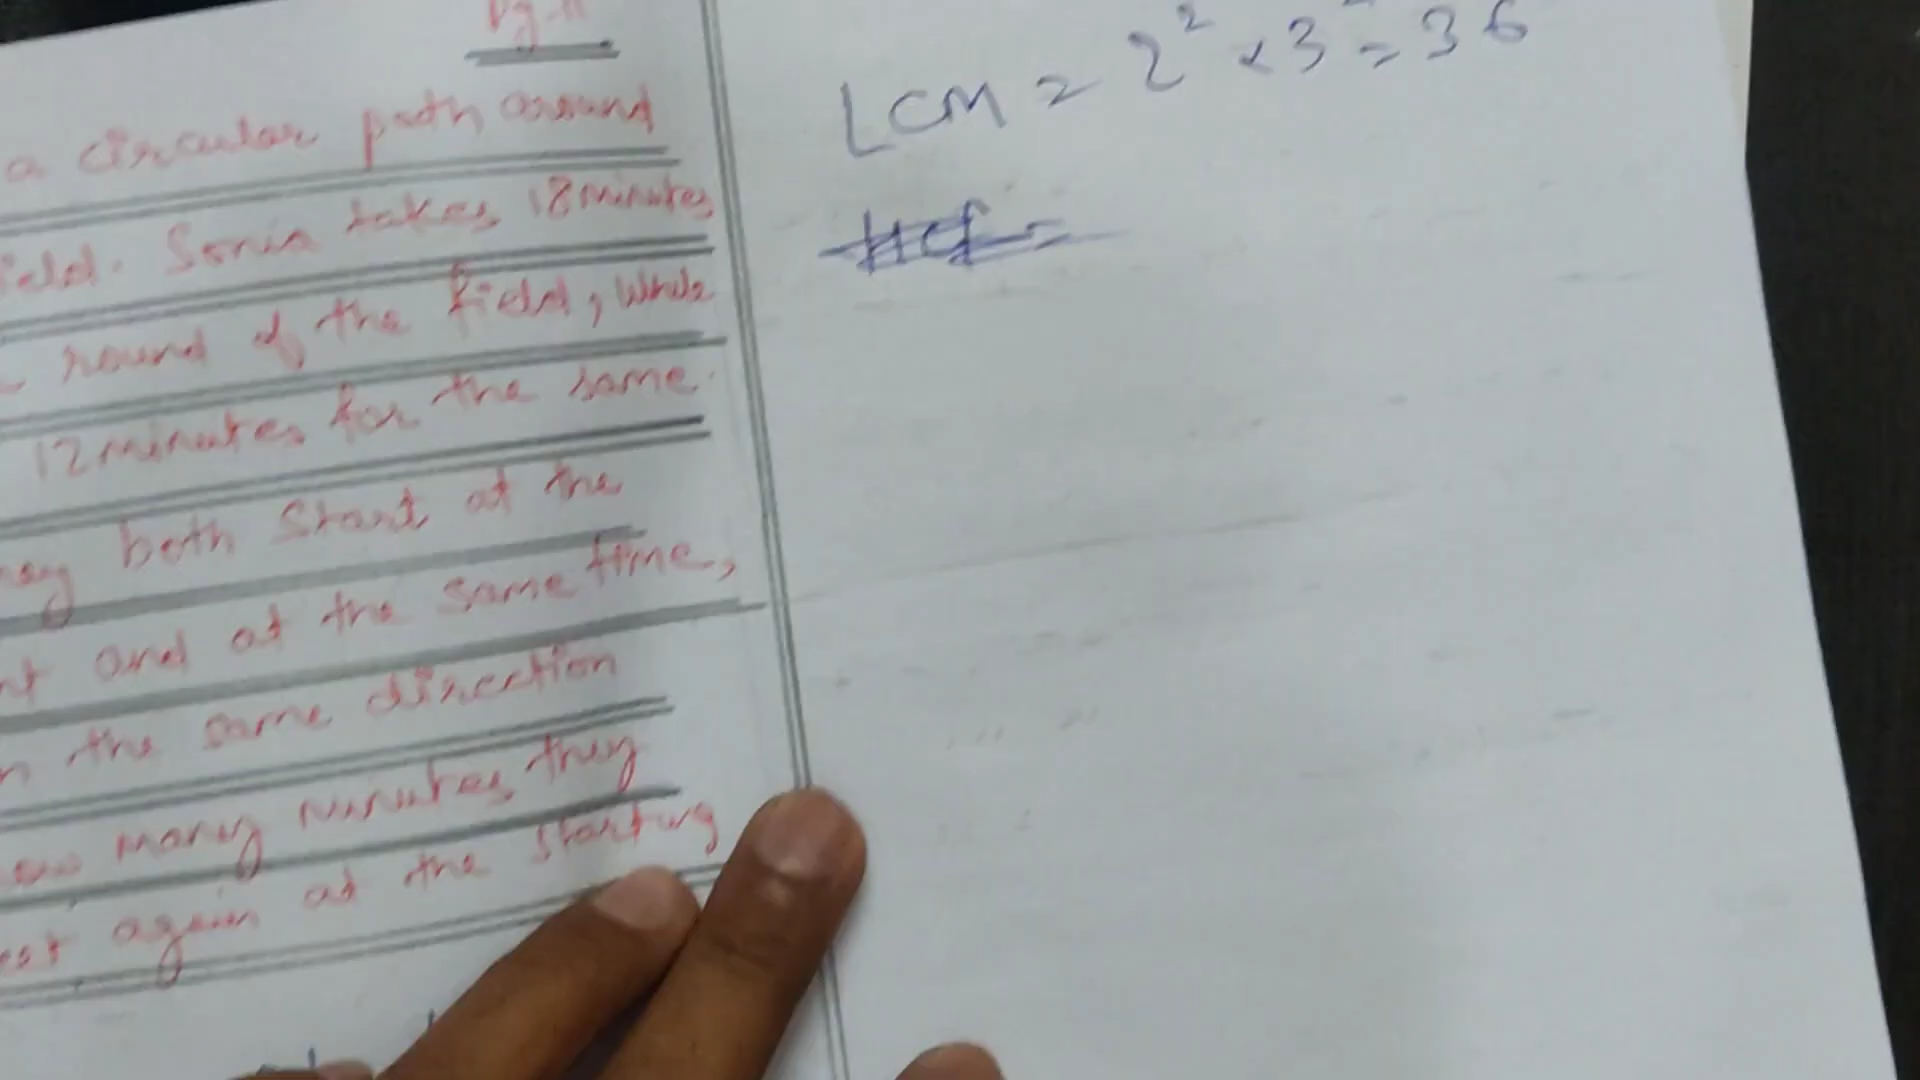 a circular path around
field. Sonia takes 18 minutes
round of the field, while
12 minutes for the same.
both start at the
and at the same time,
the same direction
many minutes they
again at the starting
LCM = 2² × 3² = 36
HCF =